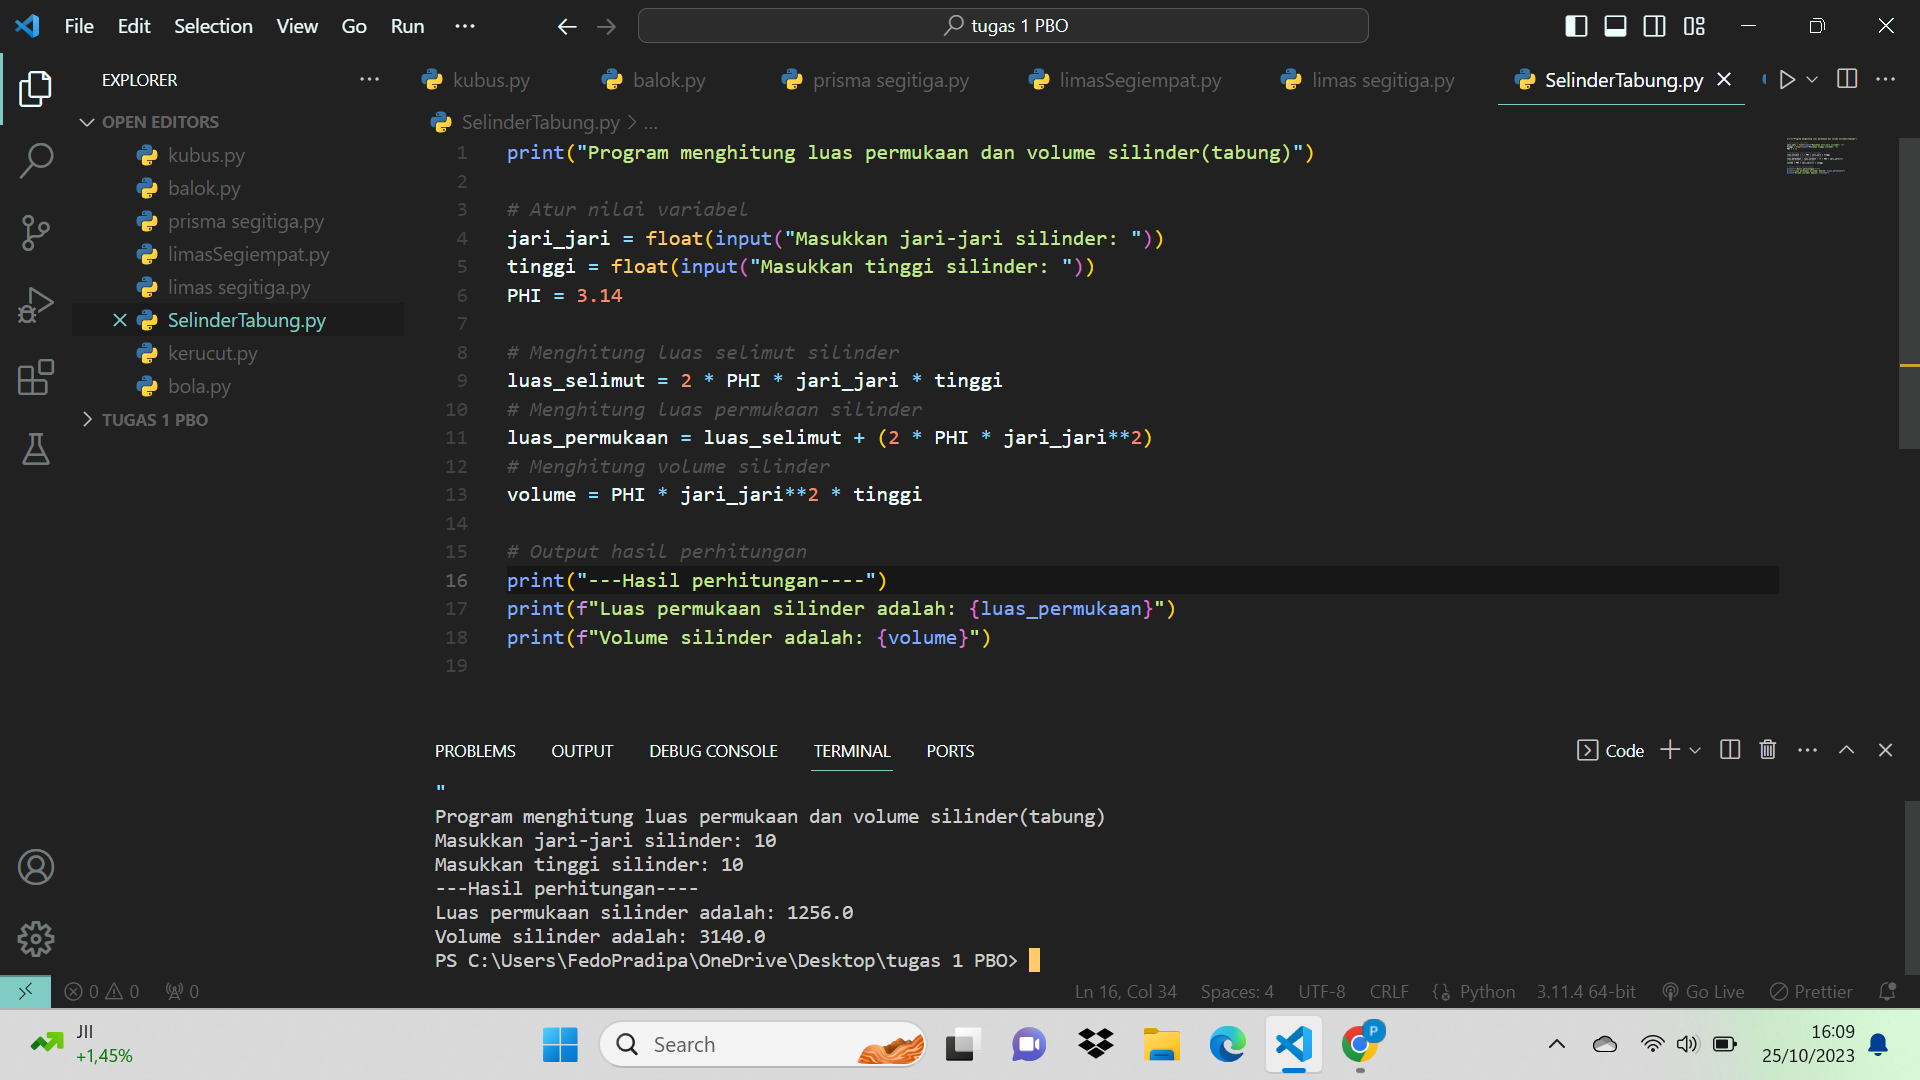 File Edit Selection View Go Run ··· tugas 1 PBO
EXPLORER
OPEN EDITORS
kubus.py
balok.py
prisma segitiga.py
limasSegiempat.py
limas segitiga.py
SelinderTabung.py
kerucut.py
bola.py
TUGAS 1 PBO
kubus.py balok.py prisma segitiga.py limasSegiempat.py limas segitiga.py SelinderTabung.py
SelinderTabung.py > ...
1 print("Program menghitung luas permukaan dan volume silinder(tabung)")
2
3 # Atur nilai variabel
4 jari_jari = float(input("Masukkan jari-jari silinder: "))
5 tinggi = float(input("Masukkan tinggi silinder: "))
6 PHI = 3.14
7
8 # Menghitung luas selimut silinder
9 luas_selimut = 2 * PHI * jari_jari * tinggi
10 # Menghitung luas permukaan silinder
11 luas_permukaan = luas_selimut + (2 * PHI * jari_jari**2)
12 # Menghitung volume silinder
13 volume = PHI * jari_jari**2 * tinggi
14
15 # Output hasil perhitungan
16 print("---Hasil perhitungan----")
17 print(f"Luas permukaan silinder adalah: {luas_permukaan}")
18 print(f"Volume silinder adalah: {volume}")
19
PROBLEMS OUTPUT DEBUG CONSOLE TERMINAL PORTS Code
"
Program menghitung luas permukaan dan volume silinder(tabung)
Masukkan jari-jari silinder: 10
Masukkan tinggi silinder: 10
---Hasil perhitungan----
Luas permukaan silinder adalah: 1256.0
Volume silinder adalah: 3140.0
PS C:\Users\FedoPradipa\OneDrive\Desktop\tugas 1 PBO>
0 0 0 Ln 16, Col 34 Spaces: 4 UTF-8 CRLF Python 3.11.4 64-bit Go Live Prettier
JII
+1,45%
Search
P
16:09
25/10/2023